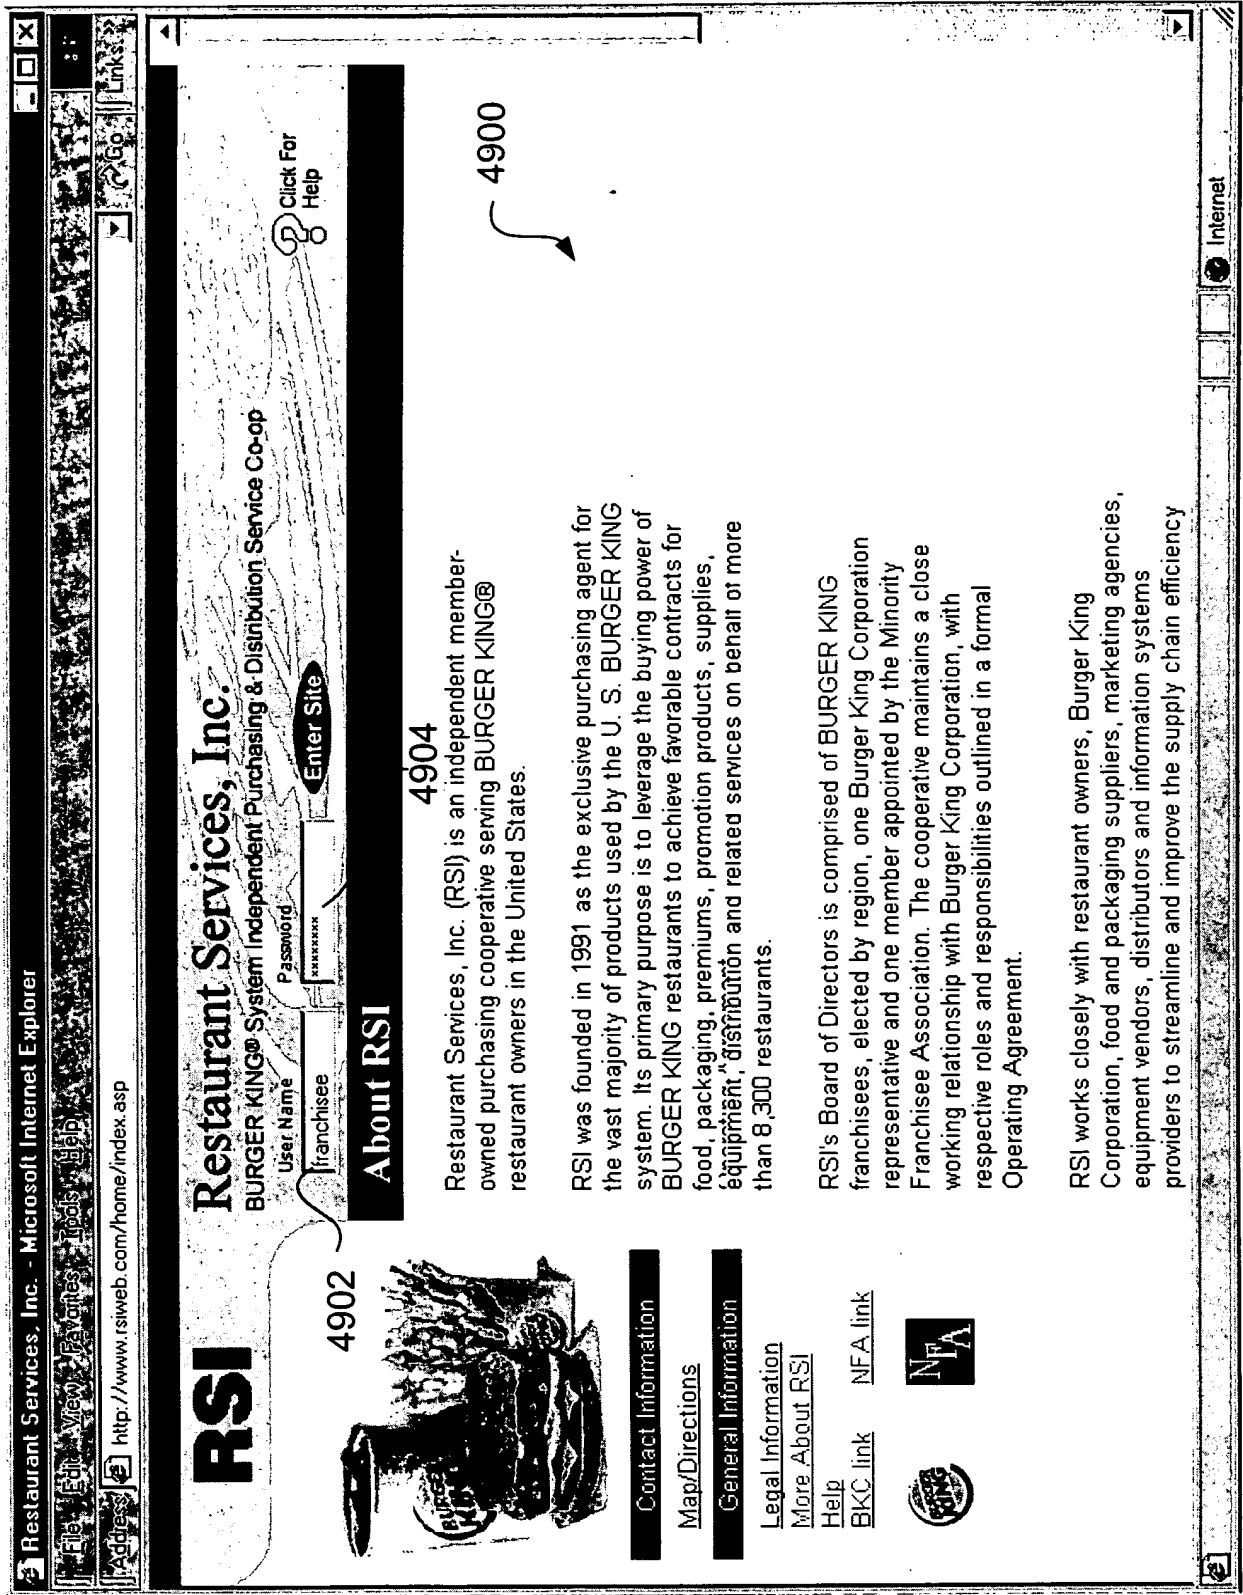 Restaurant Services, Inc. - Microsoft Internet Explorer
File Edit View Favorites Tools Help
Address http://www.rsiweb.com/home/index.asp Go Links »
RSI
Restaurant Services, Inc.
BURGER KING® System Independent Purchasing & Distribution Service Co-op
User Name Password
franchisee ******** Enter Site Click For Help
4902
4904
4900
About RSI
Restaurant Services, Inc. (RSI) is an independent member-
owned purchasing cooperative serving BURGER KING®
restaurant owners in the United States.
RSI was founded in 1991 as the exclusive purchasing agent for
the vast majority of products used by the U. S. BURGER KING
system. Its primary purpose is to leverage the buying power of
BURGER KING restaurants to achieve favorable contracts for
food, packaging, premiums, promotion products, supplies,
equipment, distribution and related services on behalf of more
than 8,300 restaurants.
RSI's Board of Directors is comprised of BURGER KING
franchisees, elected by region, one Burger King Corporation
representative and one member appointed by the Minority
Franchisee Association. The cooperative maintains a close
working relationship with Burger King Corporation, with
respective roles and responsibilities outlined in a formal
Operating Agreement.
RSI works closely with restaurant owners, Burger King
Corporation, food and packaging suppliers, marketing agencies,
equipment vendors, distributors and information systems
providers to streamline and improve the supply chain efficiency
Contact Information
Map/Directions
General Information
Legal Information
More About RSI
Help
BKC link NFA link
BURGER KING NFA
Internet